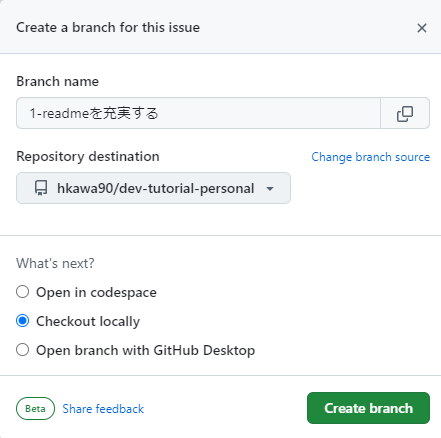 Create a branch for this issue
Branch name
1-readmeを充実する
Repository destination
Change branch source
hkawa90/dev-tutorial-personal
What's next?
Open in codespace
Checkout locally
Open branch with GitHub Desktop
Beta
Share feedback
Create branch